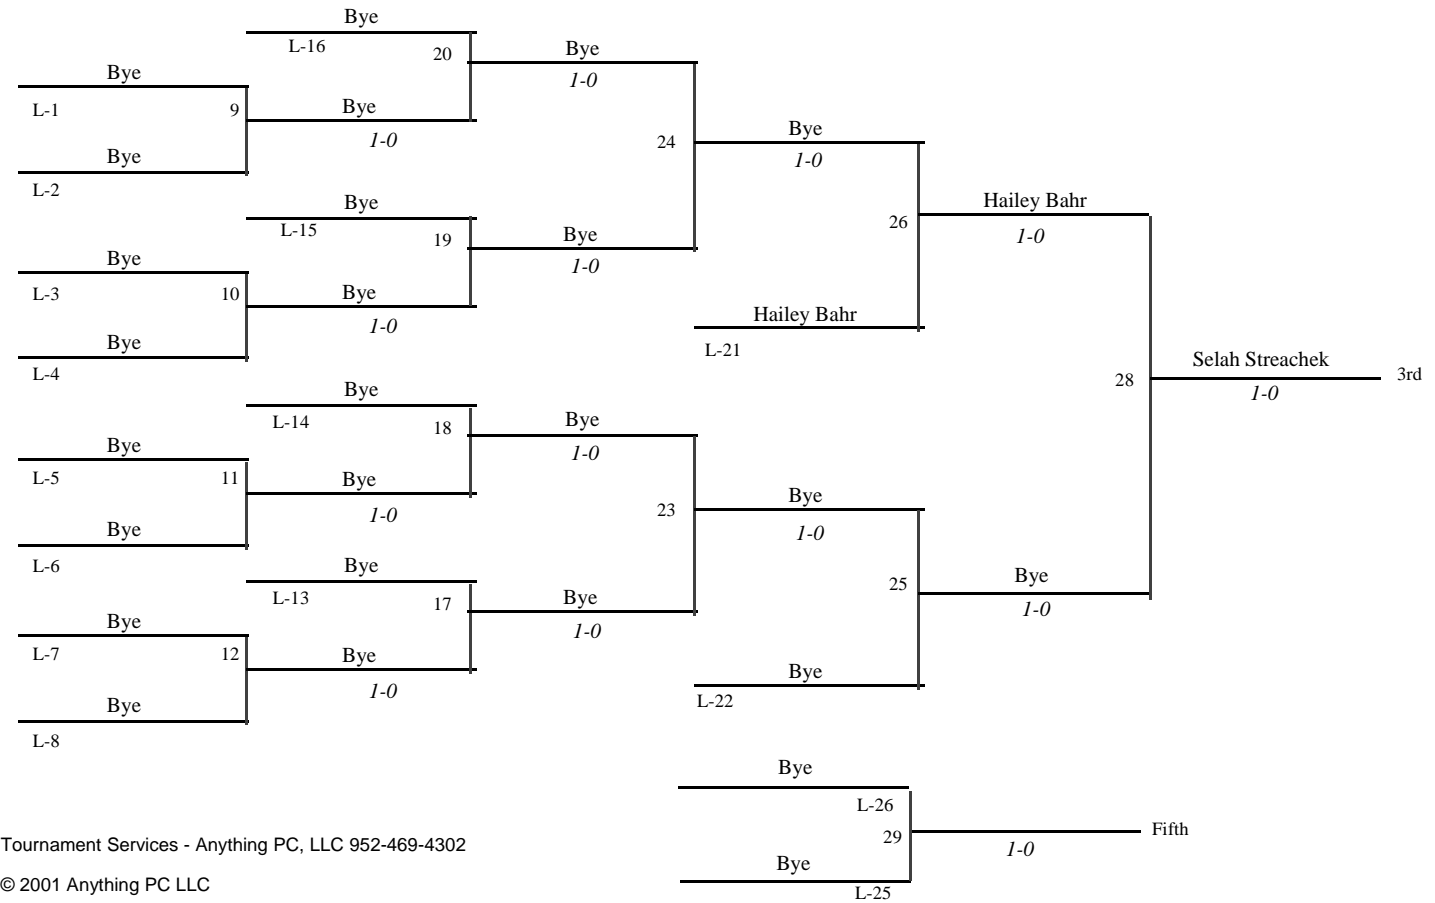 Bye
L-16
20
Bye
1-0
Bye
L-1
9
Bye
1-0
Bye
L-2
24
Bye
1-0
Bye
L-15
19
Bye
1-0
Bye
L-3
10
Bye
1-0
Bye
L-4
26
Hailey Bahr
1-0
Hailey Bahr
L-21
28
Selah Streachek
1-0
3rd
Bye
L-14
18
Bye
1-0
Bye
L-5
11
Bye
1-0
Bye
L-6
23
Bye
1-0
Bye
L-13
17
Bye
1-0
Bye
L-7
12
Bye
1-0
Bye
L-8
25
Bye
1-0
Bye
L-22
Bye
L-26
29
Bye
L-25
1-0
Fifth
Tournament Services - Anything PC, LLC 952-469-4302
© 2001 Anything PC LLC